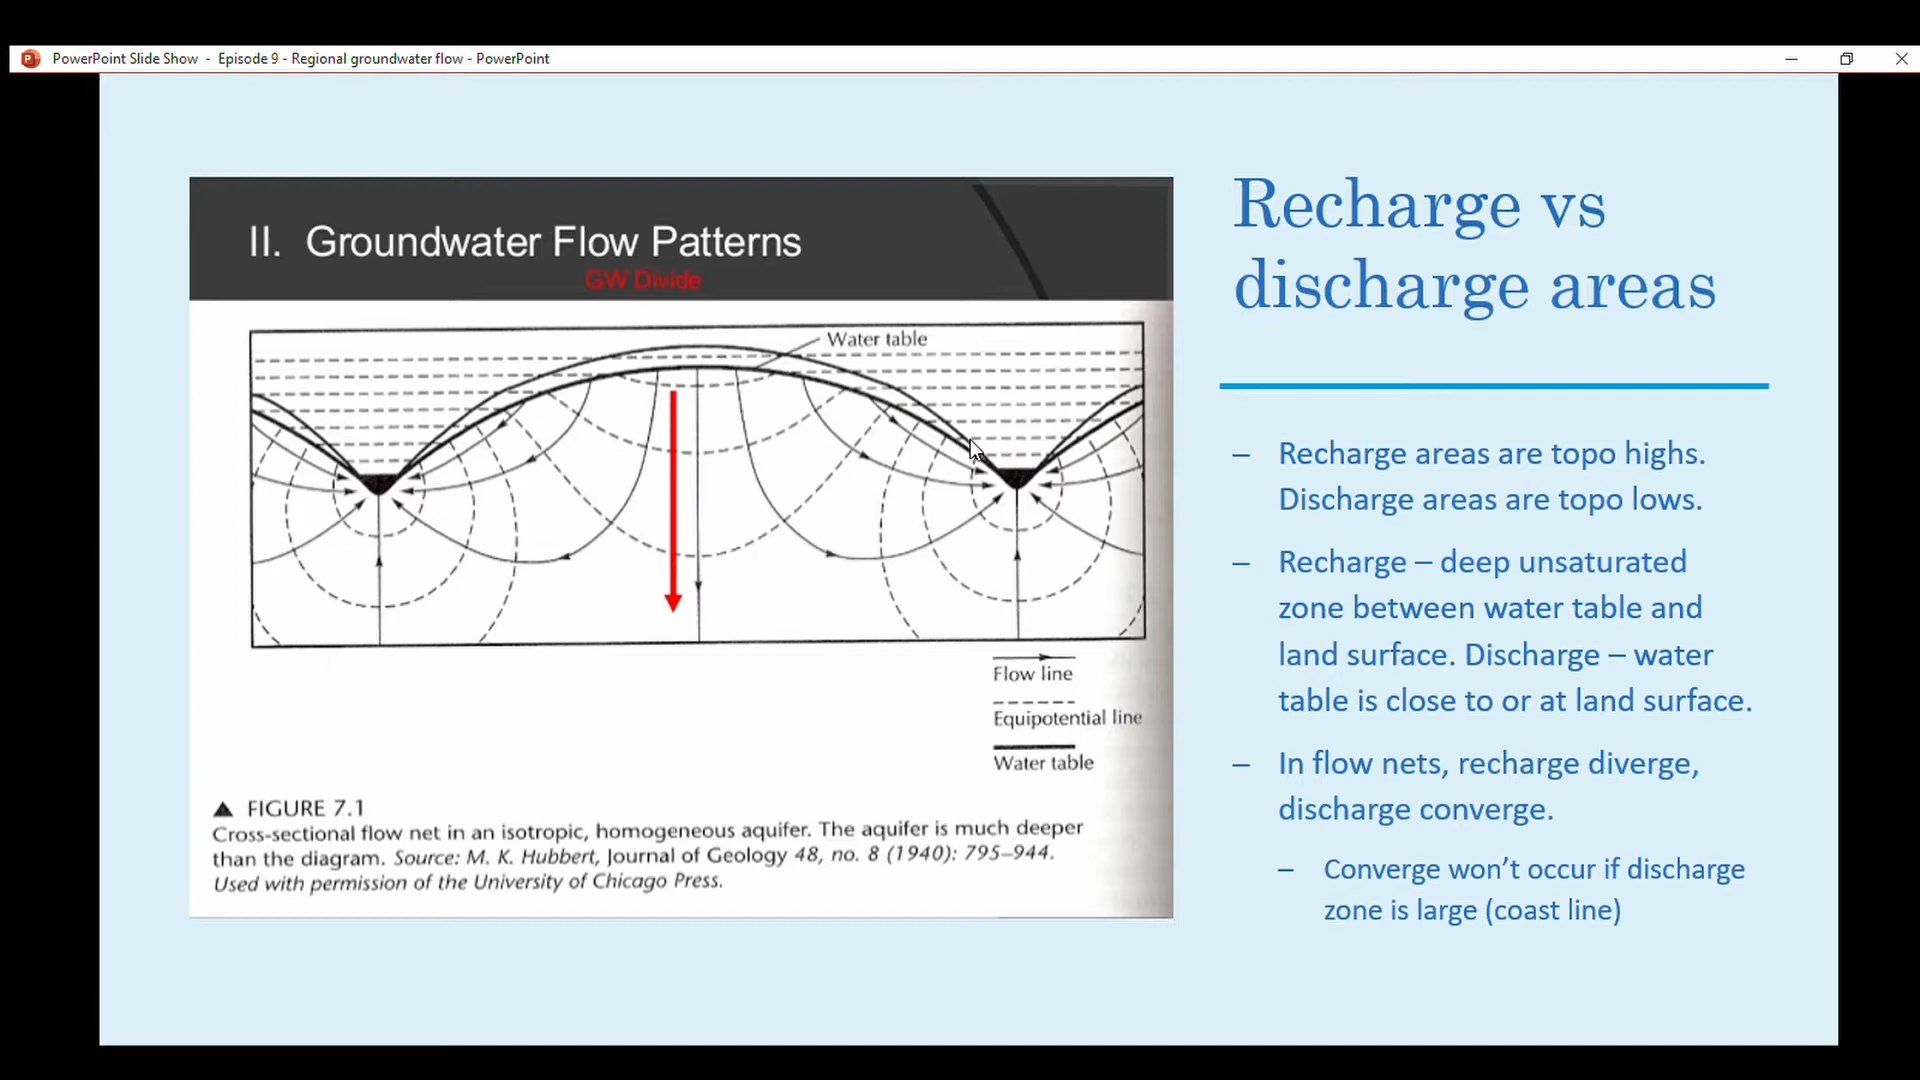 PowerPoint Slide Show - Episode 9 - Regional groundwater flow - PowerPoint
II. Groundwater Flow Patterns
GW Divide
Water table
Flow line
Equipotential line
Water table
▲ FIGURE 7.1
Cross-sectional flow net in an isotropic, homogeneous aquifer. The aquifer is much deeper
than the diagram. Source: M. K. Hubbert, Journal of Geology 48, no. 8 (1940): 795–944.
Used with permission of the University of Chicago Press.
Recharge vs
discharge areas
– Recharge areas are topo highs.
Discharge areas are topo lows.
– Recharge – deep unsaturated
zone between water table and
land surface. Discharge – water
table is close to or at land surface.
– In flow nets, recharge diverge,
discharge converge.
– Converge won’t occur if discharge
zone is large (coast line)